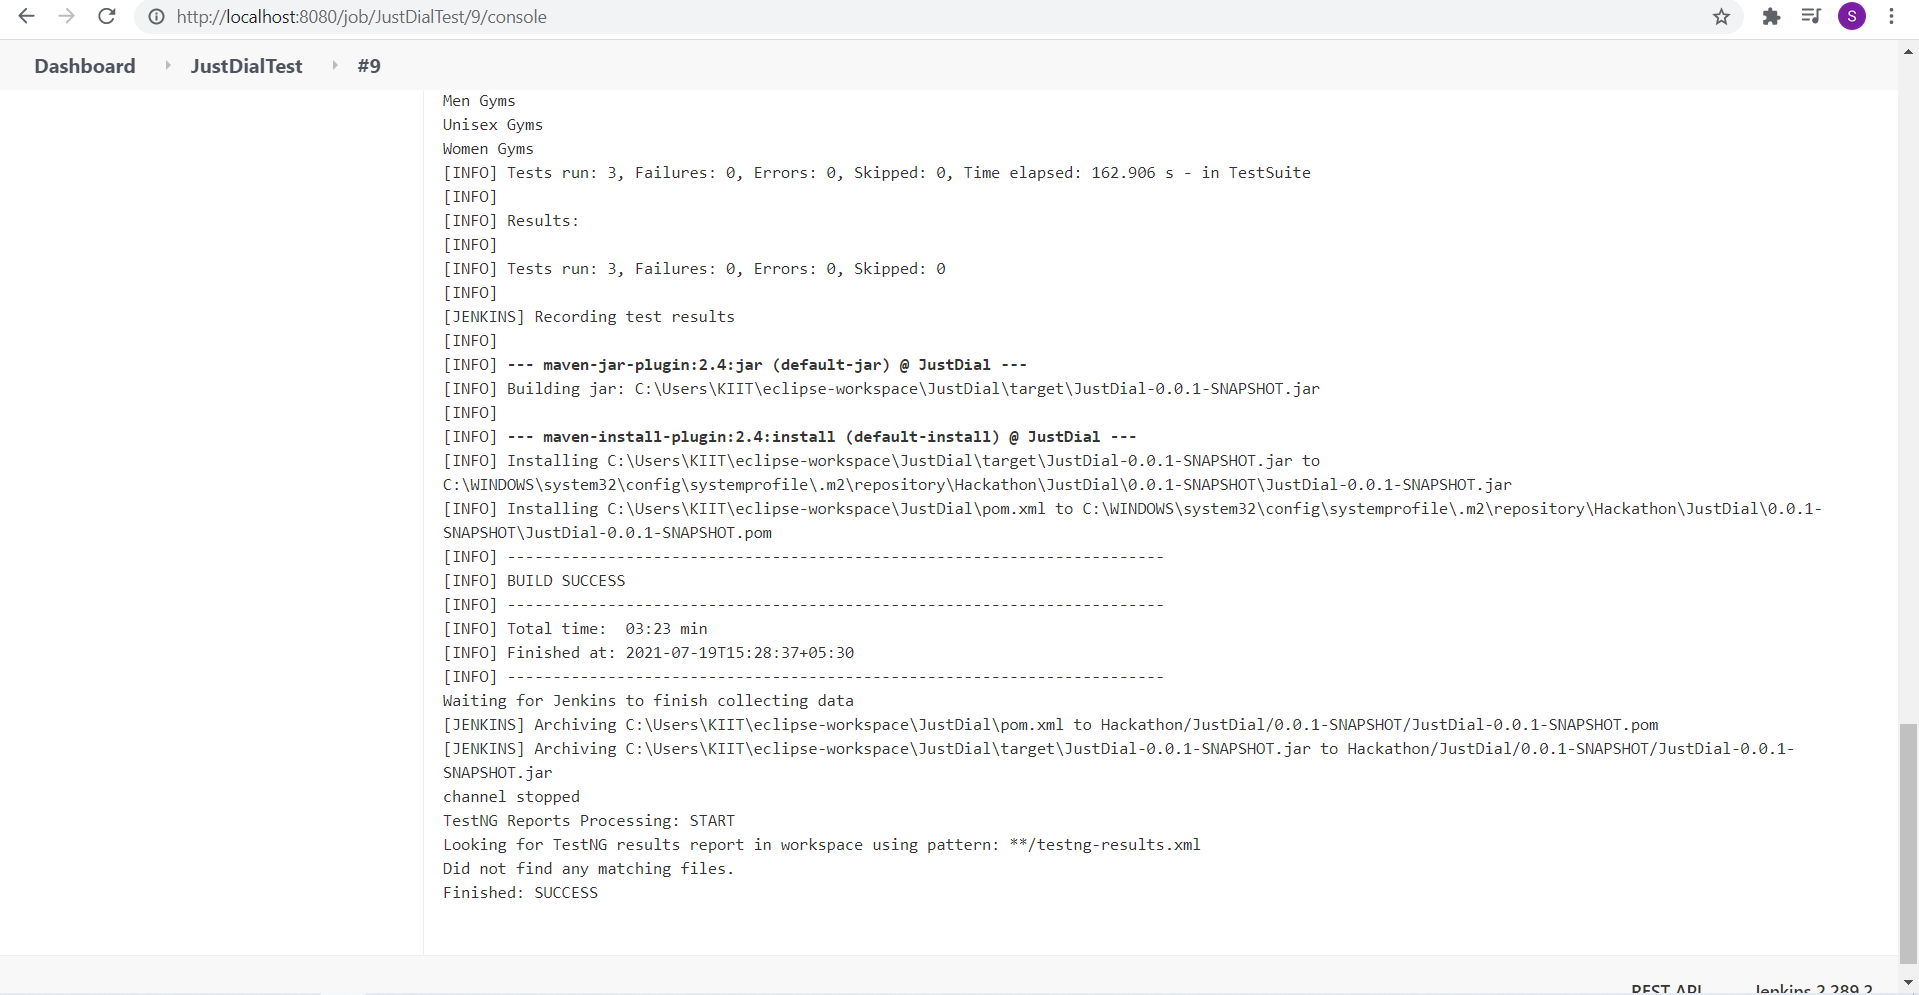 http://localhost:8080/job/JustDialTest/9/console
S
Dashboard JustDialTest #9
Men Gyms
Unisex Gyms
Women Gyms
[INFO] Tests run: 3, Failures: 0, Errors: 0, Skipped: 0, Time elapsed: 162.906 s - in TestSuite
[INFO]
[INFO] Results:
[INFO]
[INFO] Tests run: 3, Failures: 0, Errors: 0, Skipped: 0
[INFO]
[JENKINS] Recording test results
[INFO]
[INFO] --- maven-jar-plugin:2.4:jar (default-jar) @ JustDial ---
[INFO] Building jar: C:\Users\KIIT\eclipse-workspace\JustDial\target\JustDial-0.0.1-SNAPSHOT.jar
[INFO]
[INFO] --- maven-install-plugin:2.4:install (default-install) @ JustDial ---
[INFO] Installing C:\Users\KIIT\eclipse-workspace\JustDial\target\JustDial-0.0.1-SNAPSHOT.jar to
C:\WINDOWS\system32\config\systemprofile\.m2\repository\Hackathon\JustDial\0.0.1-SNAPSHOT\JustDial-0.0.1-SNAPSHOT.jar
[INFO] Installing C:\Users\KIIT\eclipse-workspace\JustDial\pom.xml to C:\WINDOWS\system32\config\systemprofile\.m2\repository\Hackathon\JustDial\0.0.1-
SNAPSHOT\JustDial-0.0.1-SNAPSHOT.pom
[INFO] ------------------------------------------------------------------------
[INFO] BUILD SUCCESS
[INFO] ------------------------------------------------------------------------
[INFO] Total time:  03:23 min
[INFO] Finished at: 2021-07-19T15:28:37+05:30
[INFO] ------------------------------------------------------------------------
Waiting for Jenkins to finish collecting data
[JENKINS] Archiving C:\Users\KIIT\eclipse-workspace\JustDial\pom.xml to Hackathon/JustDial/0.0.1-SNAPSHOT/JustDial-0.0.1-SNAPSHOT.pom
[JENKINS] Archiving C:\Users\KIIT\eclipse-workspace\JustDial\target\JustDial-0.0.1-SNAPSHOT.jar to Hackathon/JustDial/0.0.1-SNAPSHOT/JustDial-0.0.1-
SNAPSHOT.jar
channel stopped
TestNG Reports Processing: START
Looking for TestNG results report in workspace using pattern: **/testng-results.xml
Did not find any matching files.
Finished: SUCCESS
REST API Jenkins 2.289.2